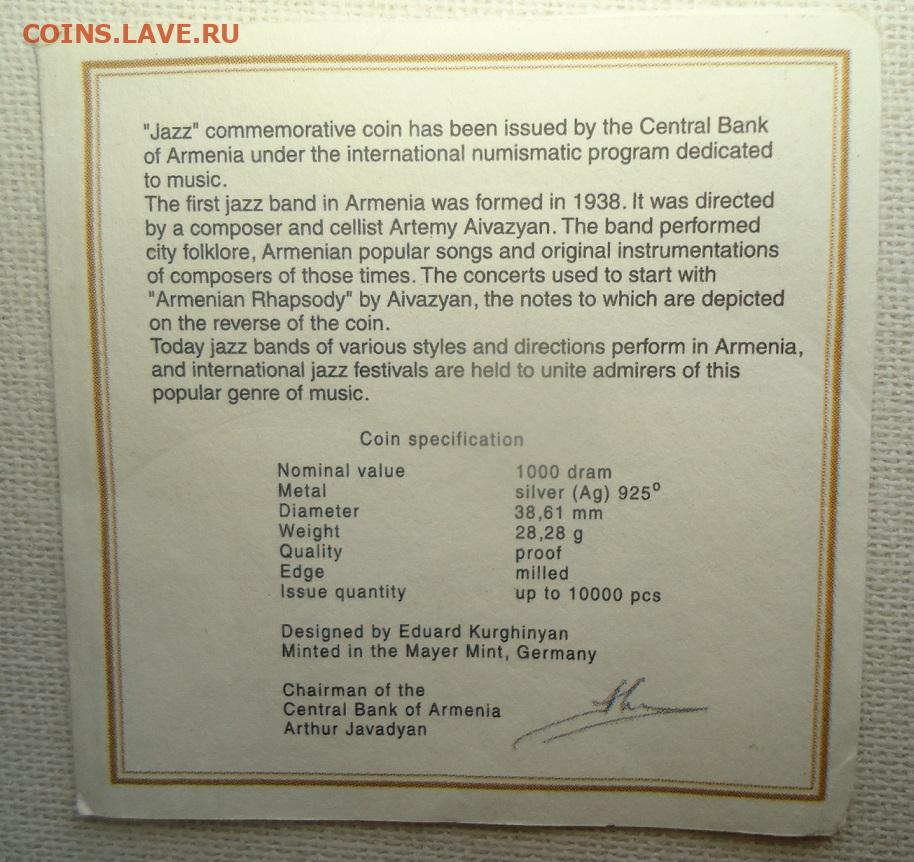 COINS.LAVE.RU
"Jazz" commemorative coin has been issued by the Central Bank
of Armenia under the international numismatic program dedicated
to music.
The first jazz band in Armenia was formed in 1938. It was directed
by a composer and cellist Artemy Aivazyan. The band performed
city folklore, Armenian popular songs and original instrumentations
of composers of those times. The concerts used to start with
"Armenian Rhapsody" by Aivazyan, the notes to which are depicted
on the reverse of the coin.
Today jazz bands of various styles and directions perform in Armenia,
and international jazz festivals are held to unite admirers of this
popular genre of music.
Coin specification
Nominal value 1000 dram
Metal silver (Ag) 925°
Diameter 38,61 mm
Weight 28,28 g
Quality proof
Edge milled
Issue quantity up to 10000 pcs
Designed by Eduard Kurghinyan
Minted in the Mayer Mint, Germany
Chairman of the
Central Bank of Armenia
Arthur Javadyan